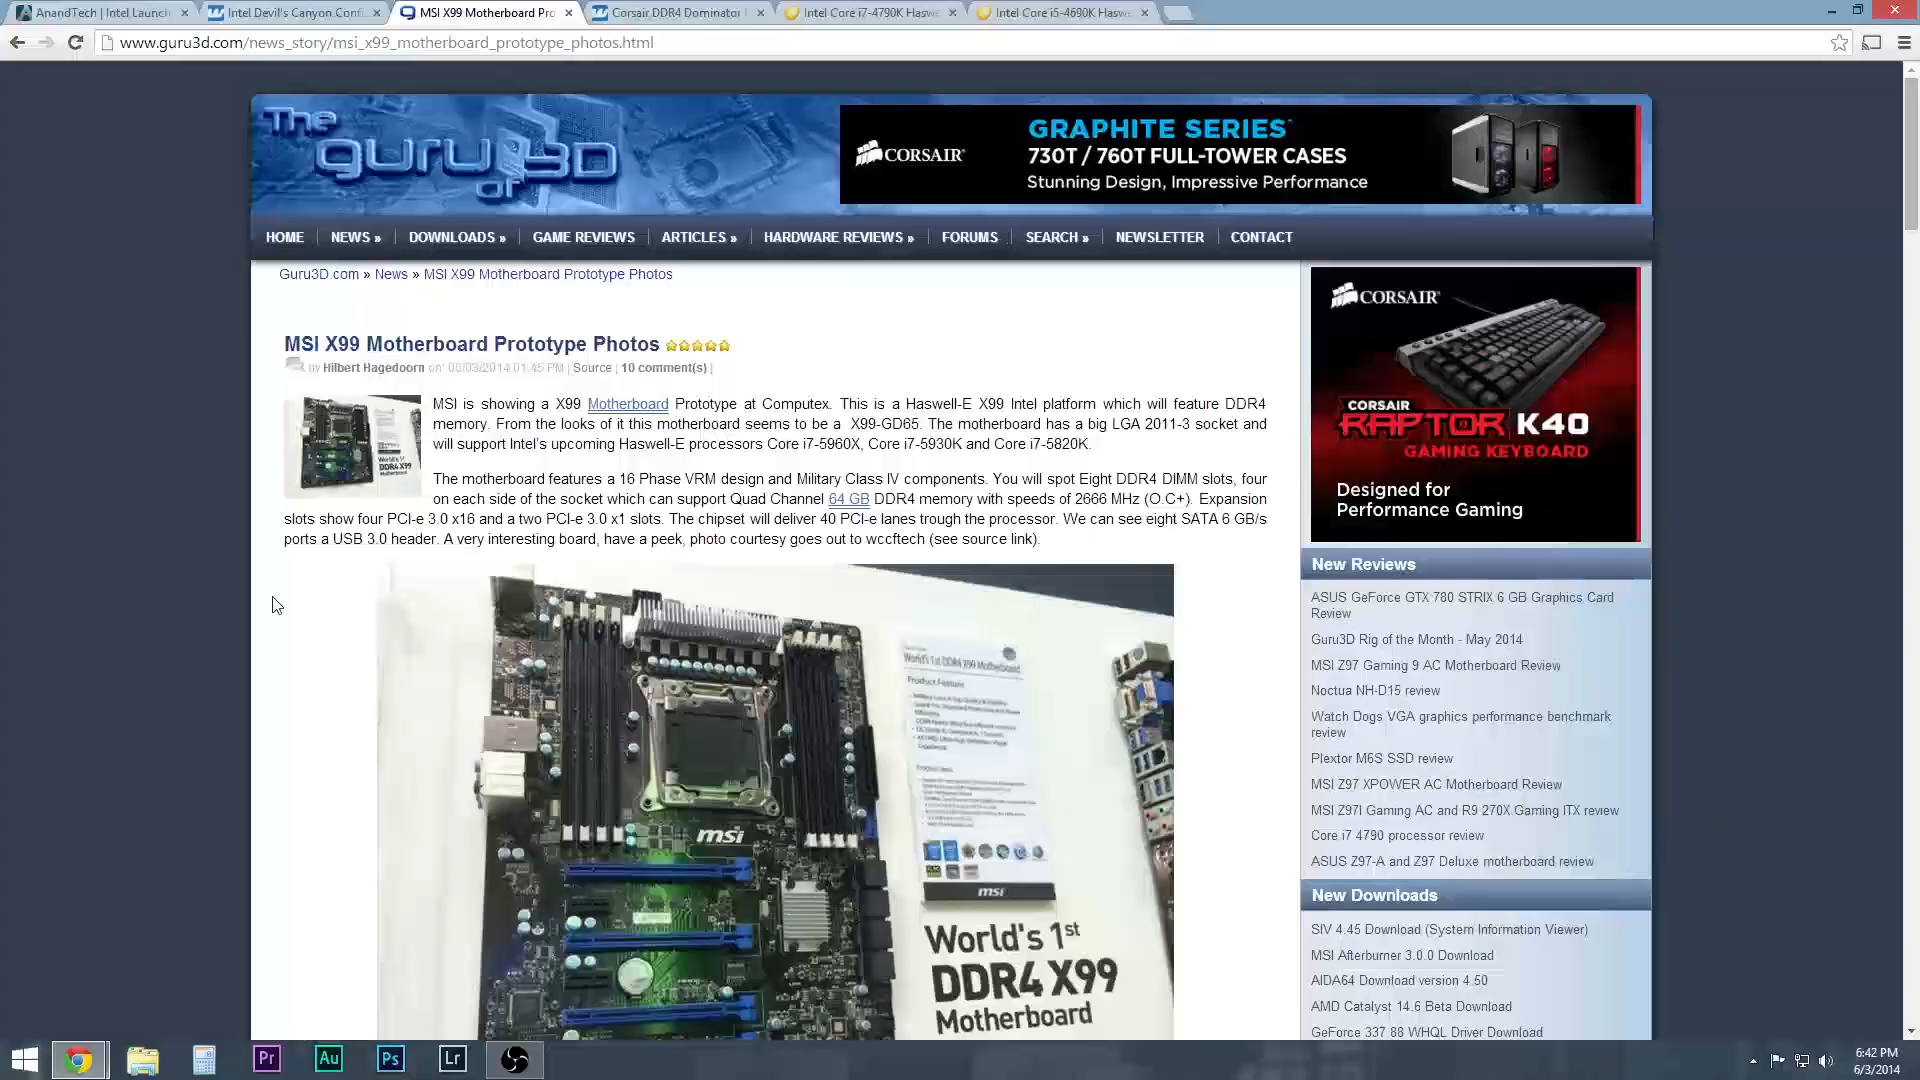 AnandTech | Intel Launch
Intel Devil's Canyon Conf
MSI X99 Motherboard Pro
Corsair DDR4 Dominator
Intel Core i7-4790K Hasw
Intel Core i5-4690K Hasw
www.guru3d.com/news_story/msi_x99_motherboard_prototype_photos.html
The guru of 3D
CORSAIR
GRAPHITE SERIES
730T / 760T FULL-TOWER CASES
Stunning Design, Impressive Performance
HOME NEWS » DOWNLOADS » GAME REVIEWS ARTICLES » HARDWARE REVIEWS » FORUMS SEARCH » NEWSLETTER CONTACT
Guru3D.com » News » MSI X99 Motherboard Prototype Photos
MSI X99 Motherboard Prototype Photos
by Hilbert Hagedoorn on: 06/03/2014 01:45 PM | Source | 10 comment(s) |
MSI is showing a X99 Motherboard Prototype at Computex. This is a Haswell-E X99 Intel platform which will feature DDR4
memory. From the looks of it this motherboard seems to be a X99-GD65. The motherboard has a big LGA 2011-3 socket and
will support Intel's upcoming Haswell-E processors Core i7-5960X, Core i7-5930K and Core i7-5820K.
The motherboard features a 16 Phase VRM design and Military Class IV components. You will spot Eight DDR4 DIMM slots, four
on each side of the socket which can support Quad Channel 64 GB DDR4 memory with speeds of 2666 MHz (O.C+). Expansion
slots show four PCI-e 3.0 x16 and a two PCI-e 3.0 x1 slots. The chipset will deliver 40 PCI-e lanes trough the processor. We can see eight SATA 6 GB/s
ports a USB 3.0 header. A very interesting board, have a peek, photo courtesy goes out to wccftech (see source link).
World's 1st DDR4 X99 Motherboard
Product Feature
msi
msi
World's 1st
DDR4 X99
Motherboard
CORSAIR
CORSAIR
RAPTOR K40
GAMING KEYBOARD
Designed for
Performance Gaming
New Reviews
ASUS GeForce GTX 780 STRIX 6 GB Graphics Card
Review
Guru3D Rig of the Month - May 2014
MSI Z97 Gaming 9 AC Motherboard Review
Noctua NH-D15 review
Watch Dogs VGA graphics performance benchmark
review
Plextor M6S SSD review
MSI Z97 XPOWER AC Motherboard Review
MSI Z97I Gaming AC and R9 270X Gaming ITX review
Core i7 4790 processor review
ASUS Z97-A and Z97 Deluxe motherboard review
New Downloads
SIV 4.45 Download (System Information Viewer)
MSI Afterburner 3.0.0 Download
AIDA64 Download version 4.50
AMD Catalyst 14.6 Beta Download
GeForce 337 88 WHQL Driver Download
Pr
Au
Ps
Lr
6:42 PM
6/3/2014